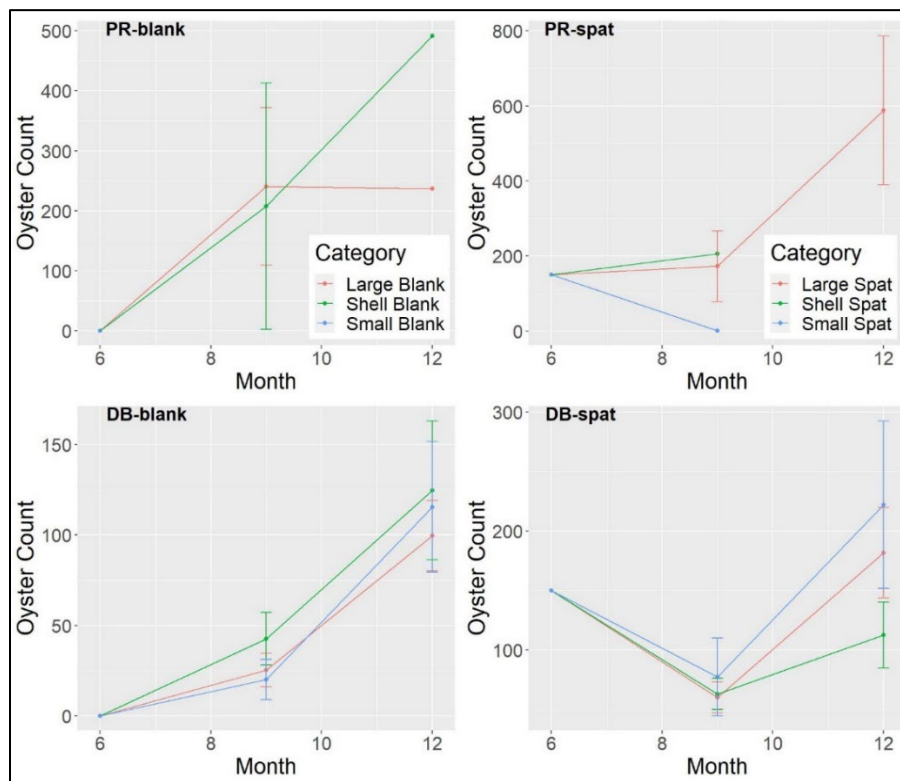 PR-blank
500
400
300
200
100
0
Oyster Count
Category
Large Blank
Shell Blank
Small Blank
6
8
10
12
Month
PR-spat
800
600
400
200
0
Oyster Count
Category
Large Spat
Shell Spat
Small Spat
6
8
10
12
Month
DB-blank
150
100
50
0
Oyster Count
6
8
10
12
Month
DB-spat
300
200
100
Oyster Count
6
8
10
12
Month